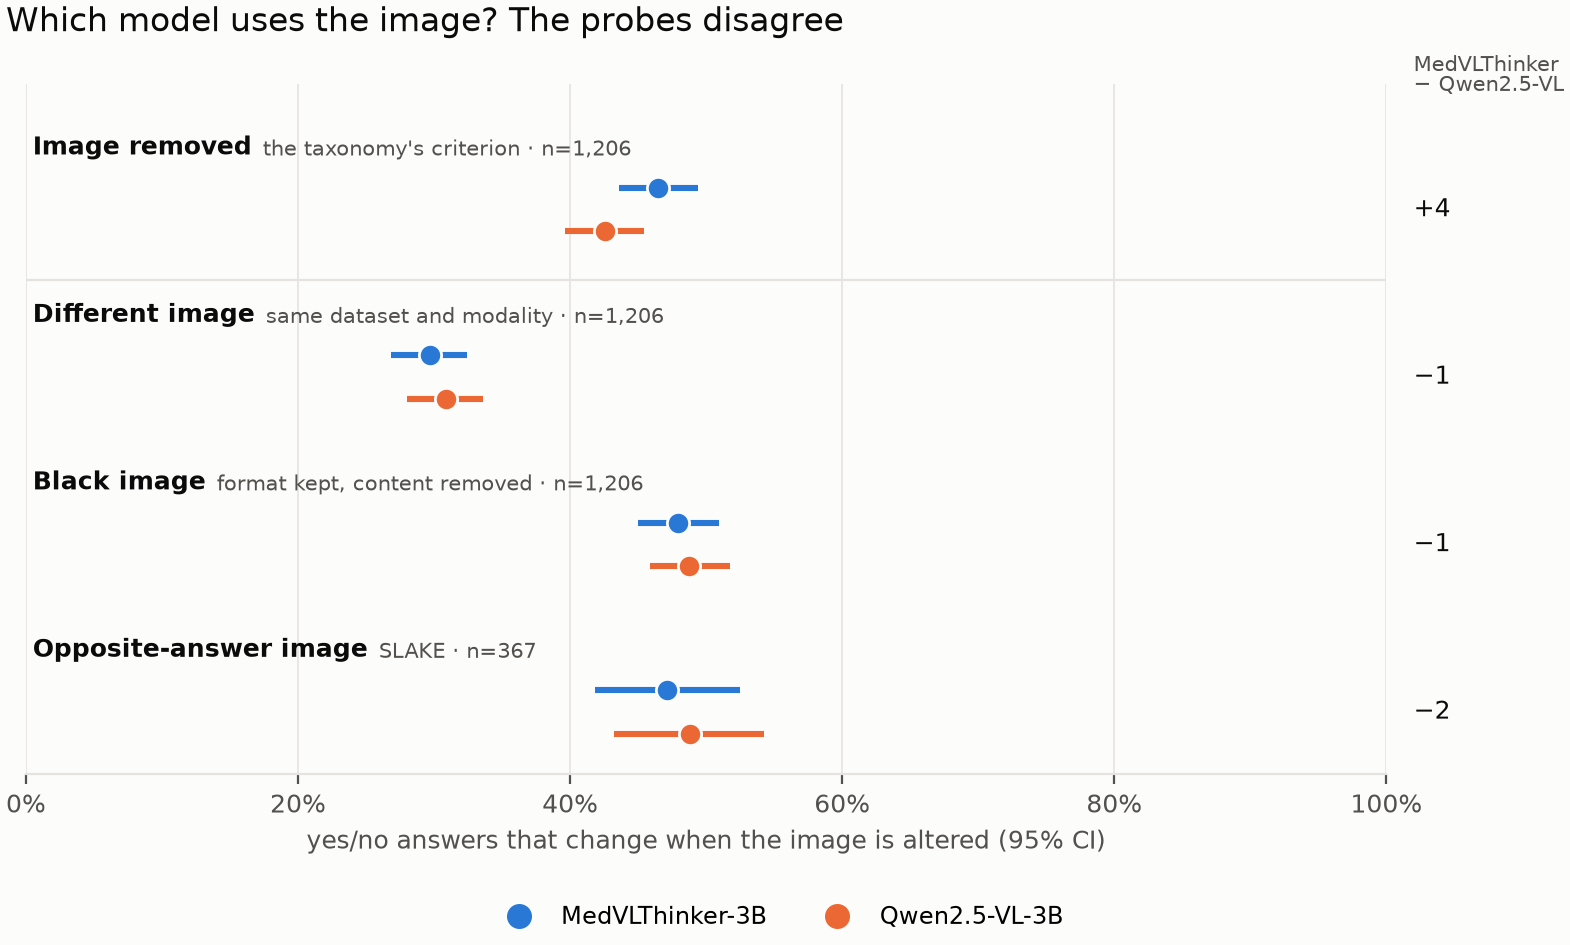 Which model uses the image? The probes disagree
MedVLThinker
− Qwen2.5-VL
Image removed the taxonomy's criterion · n=1,206
+4
Different image same dataset and modality · n=1,206
−1
Black image format kept, content removed · n=1,206
−1
Opposite-answer image SLAKE · n=367
−2
0% 20% 40% 60% 80% 100%
yes/no answers that change when the image is altered (95% CI)
MedVLThinker-3B Qwen2.5-VL-3B